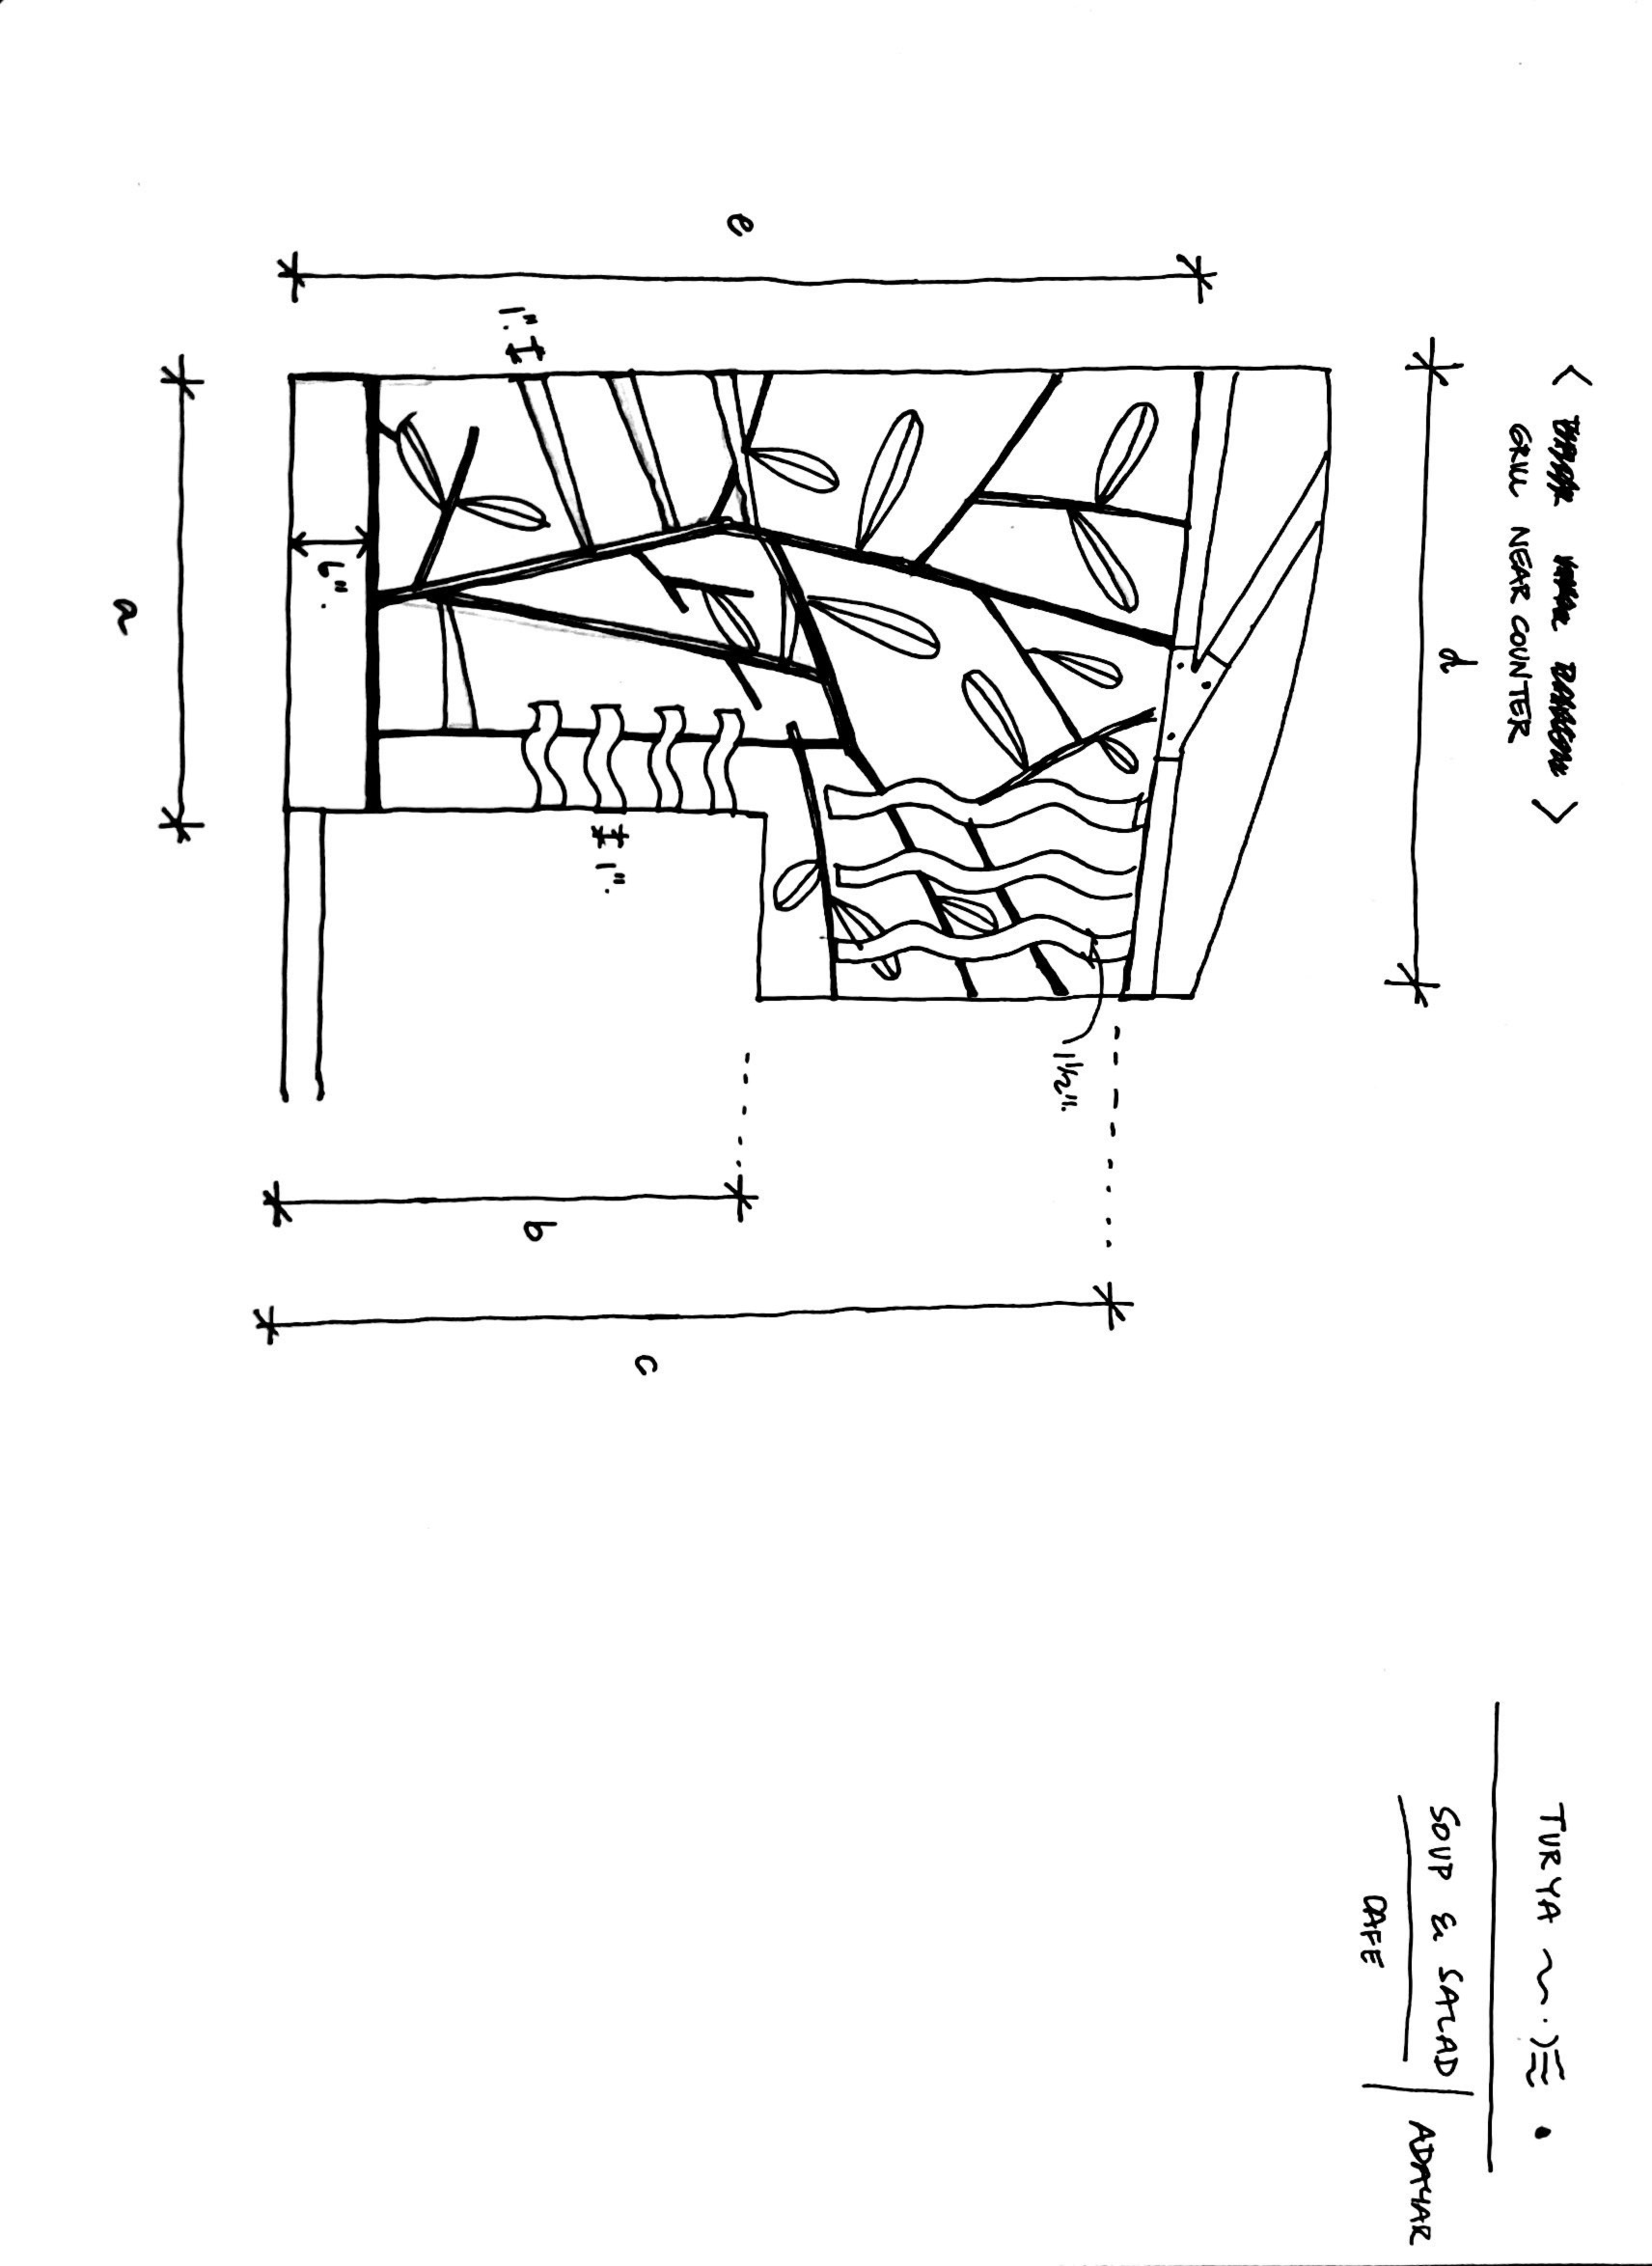 GRILL NEAR COUNTER
d
e
1".
6".
a
1".
1½".
b
c
TURYA
SOUP & SALAD
CAFE
ADAYAR